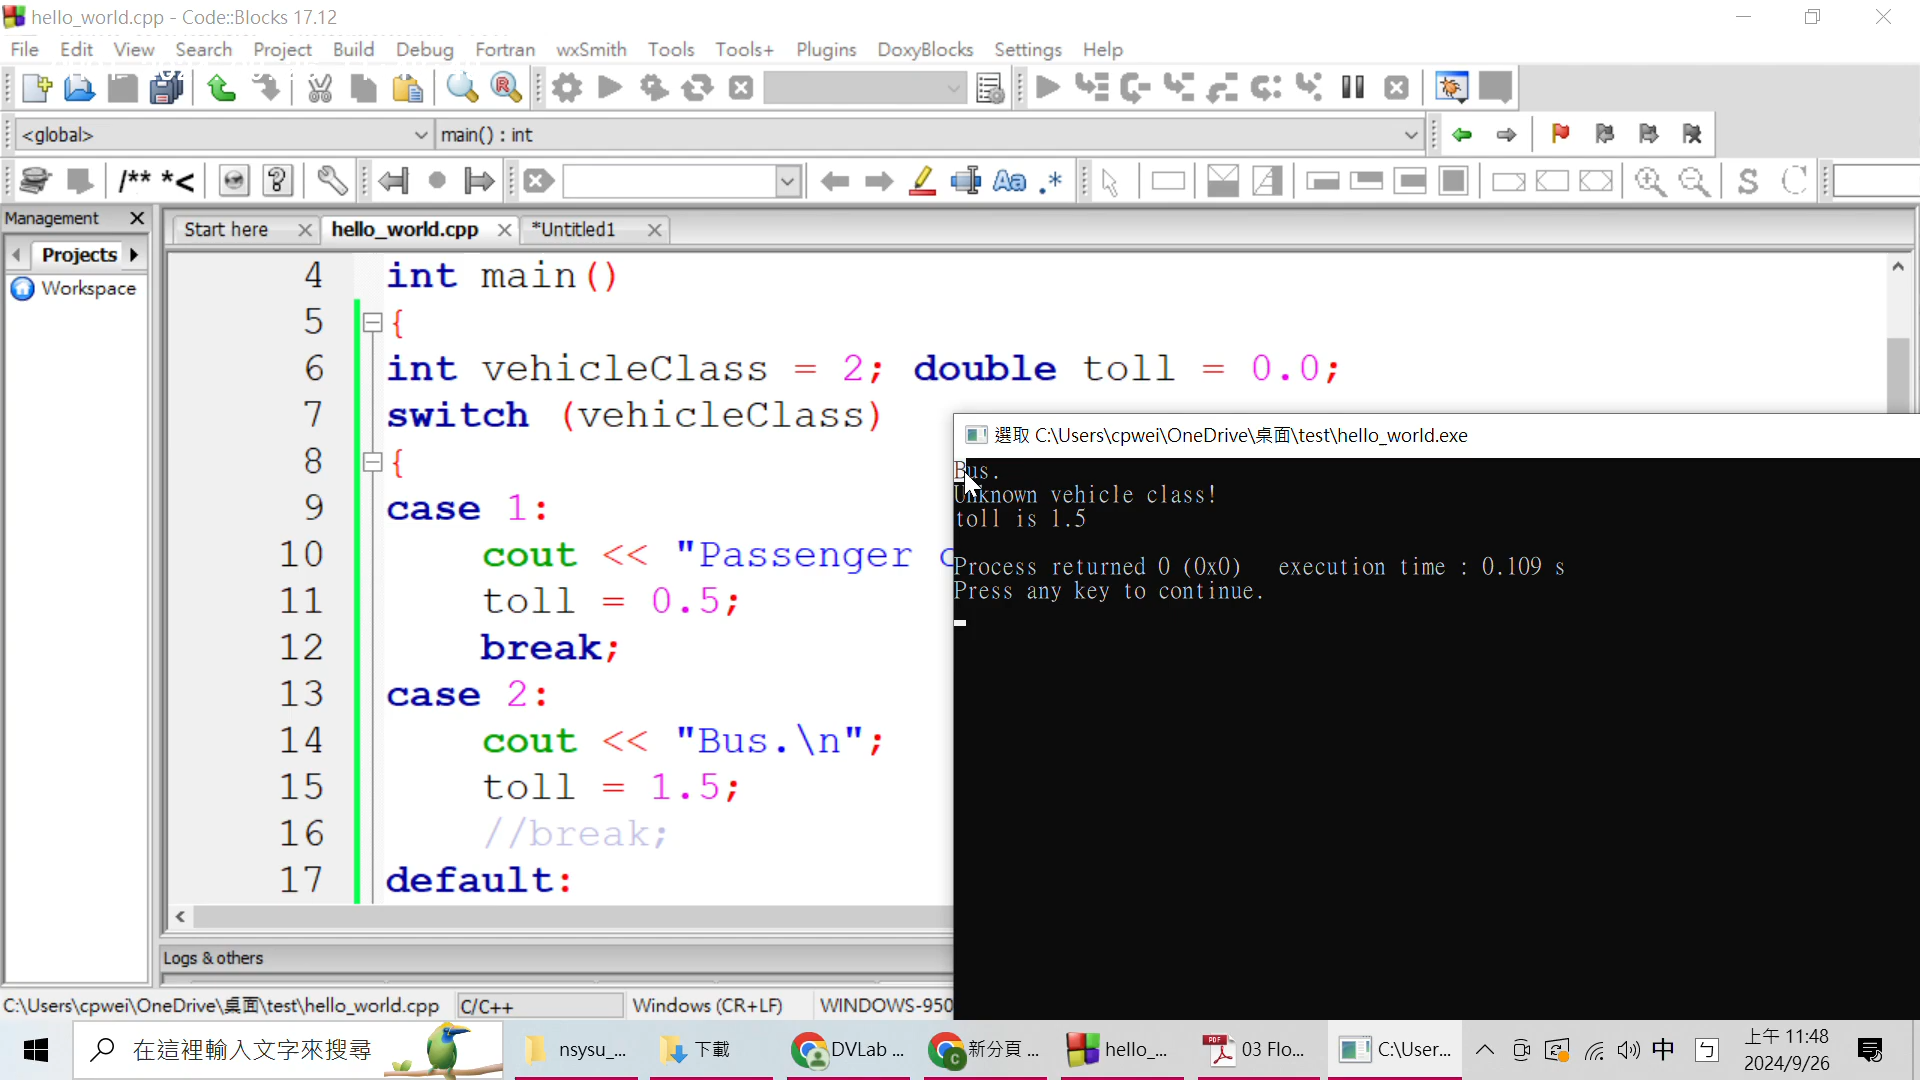 hello_world.cpp - Code::Blocks 17.12
File Edit View Search Project Build Debug Fortran wxSmith Tools Tools+ Plugins DoxyBlocks Settings Help
<global> main() : int
/** *<
Aa .* S
Management
Start here hello_world.cpp *Untitled1
Projects
Workspace
4 int main()
5 {
6 int vehicleClass = 2; double toll = 0.0;
7 switch (vehicleClass)
8 {
9 case 1:
10 cout << "Passenger
11 toll = 0.5;
12 break;
13 case 2:
14 cout << "Bus.\n";
15 toll = 1.5;
16 //break;
17 default:
選取 C:\Users\cpwei\OneDrive\桌面\test\hello_world.exe
Bus.
Unknown vehicle class!
toll is 1.5
Process returned 0 (0x0) execution time : 0.109 s
Press any key to continue.
Logs & others
C:\Users\cpwei\OneDrive\桌面\test\hello_world.cpp C/C++ Windows (CR+LF) WINDOWS-950
在這裡輸入文字來搜尋 nsysu_... 下載 DVLab ... 新分頁 ... hello_... PDF 03 Flo... C:\User... 中 ㄅ 上午 11:48
2024/9/26